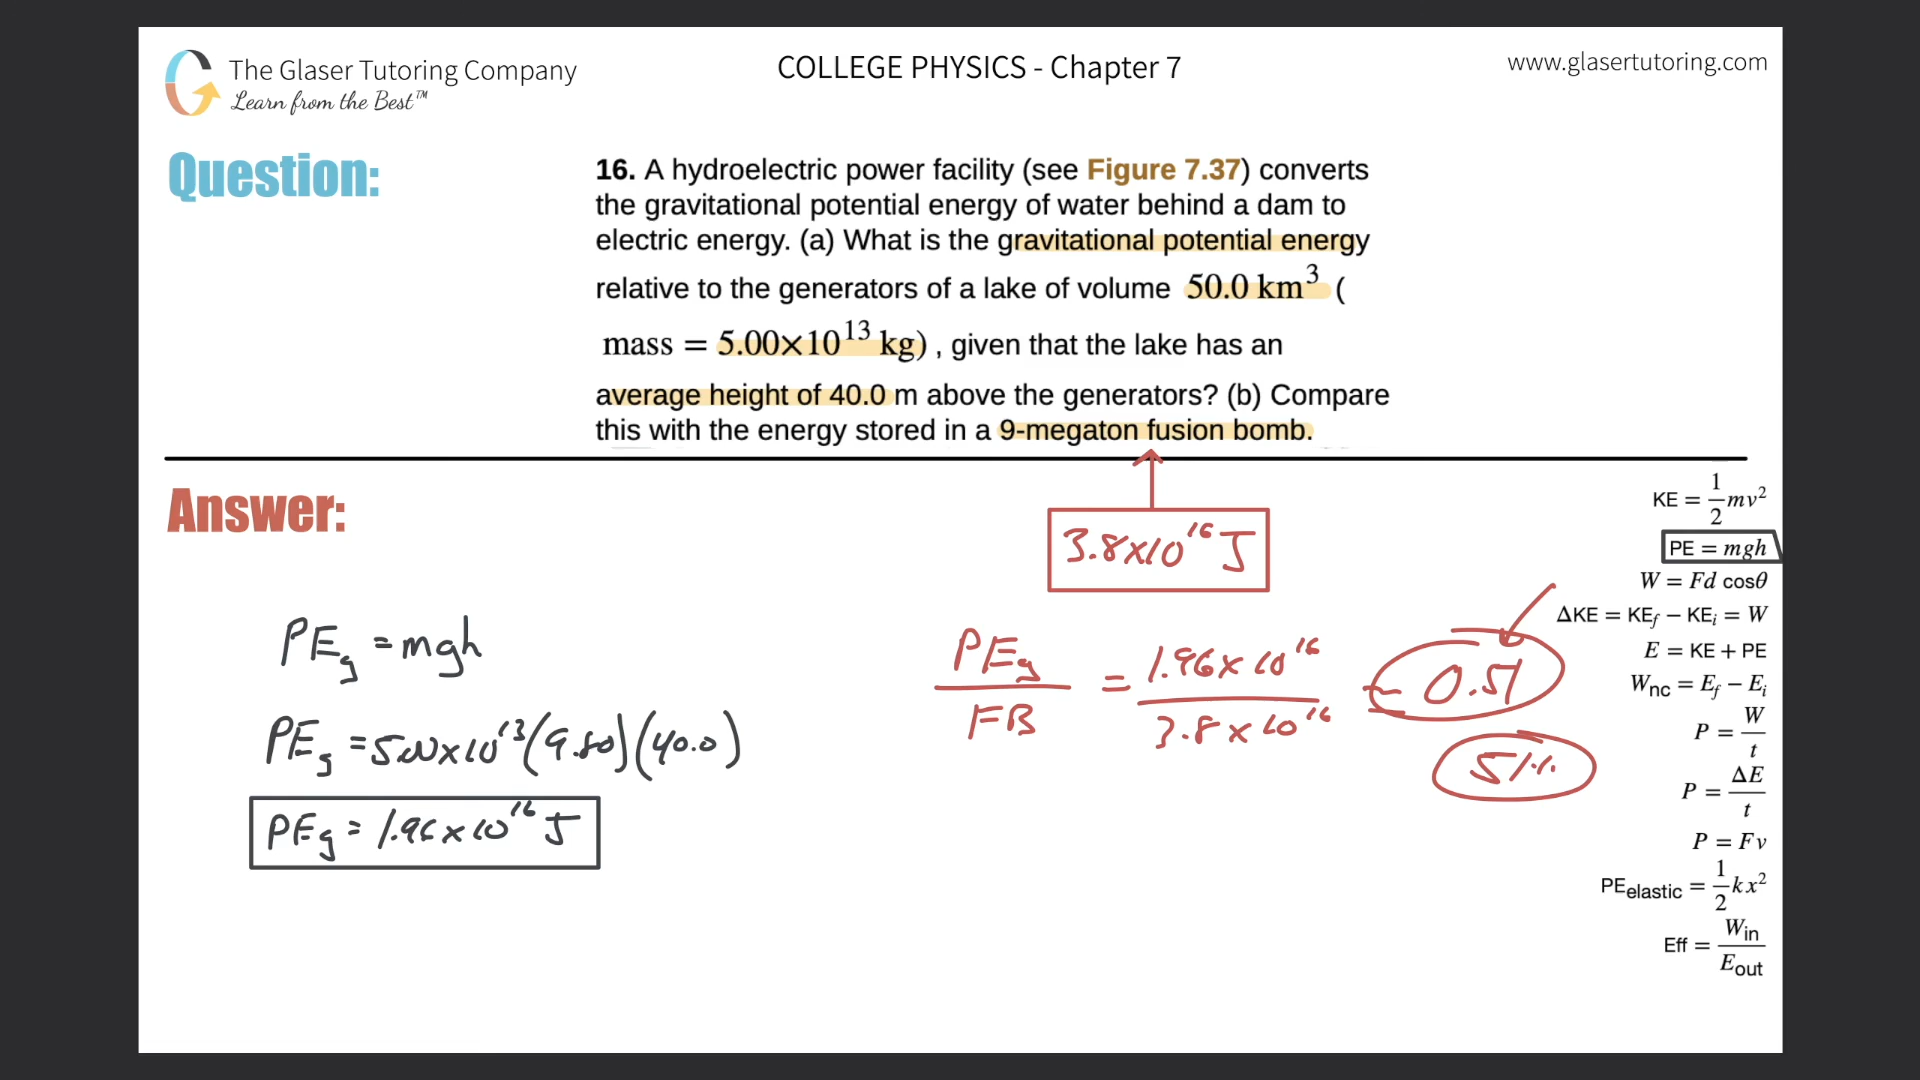 The Glaser Tutoring Company
Learn from the Best™
COLLEGE PHYSICS - Chapter 7
www.glasertutoring.com
Question:
16. A hydroelectric power facility (see Figure 7.37) converts
the gravitational potential energy of water behind a dam to
electric energy. (a) What is the gravitational potential energy
relative to the generators of a lake of volume 50.0 km³ (
mass = 5.00×10¹³ kg) , given that the lake has an
average height of 40.0 m above the generators? (b) Compare
this with the energy stored in a 9-megaton fusion bomb.
Answer:
3.8x10¹⁶ J
PEg = mgh
PEg = 5.00x10¹³ (9.80)(40.0)
PEg = 1.96x10¹⁶ J
PEg / FB = 1.96x10¹⁶ / 3.8x10¹⁶ = 0.51
51%
KE = 1/2 mv²
PE = mgh
W = Fd cosθ
ΔKE = KEf − KEi = W
E = KE + PE
Wnc = Ef − Ei
P = W/t
P = ΔE/t
P = Fv
PEelastic = 1/2 kx²
Eff = Win/Eout